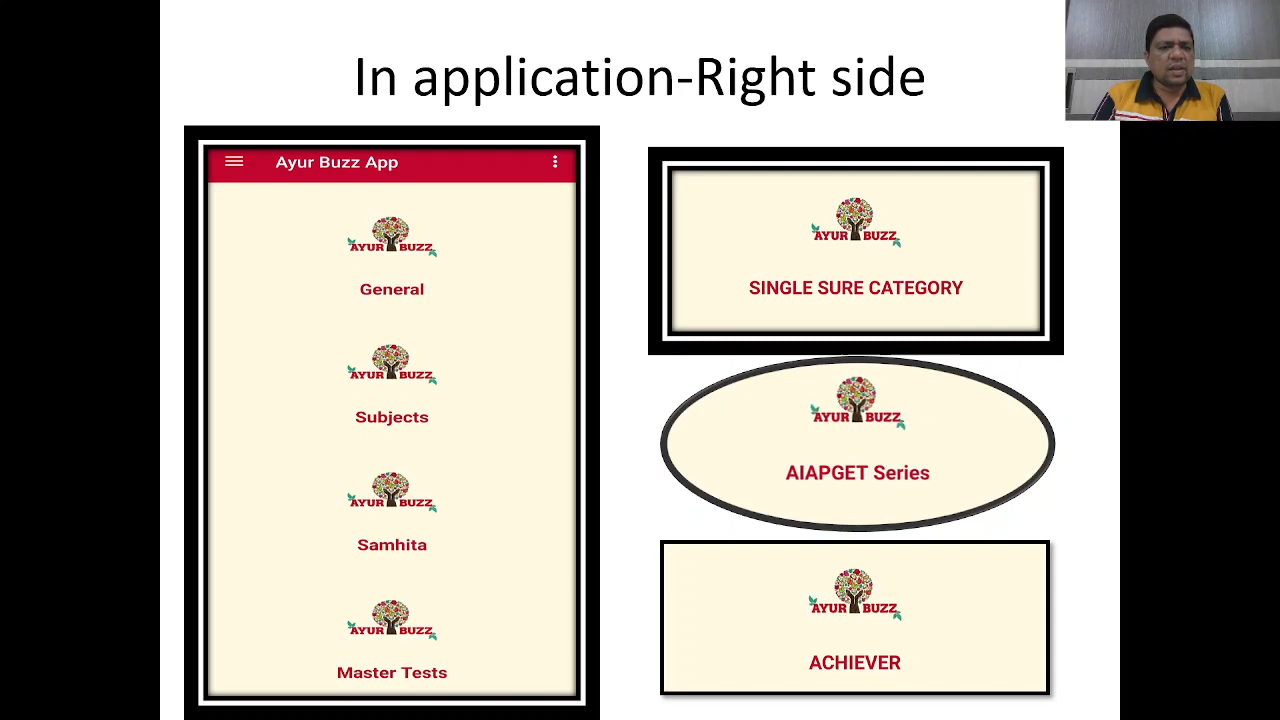 In application-Right side
Ayur Buzz App
AYUR BUZZ
General
AYUR BUZZ
Subjects
AYUR BUZZ
Samhita
AYUR BUZZ
Master Tests
AYUR BUZZ
SINGLE SURE CATEGORY
AYUR BUZZ
AIAPGET Series
AYUR BUZZ
ACHIEVER